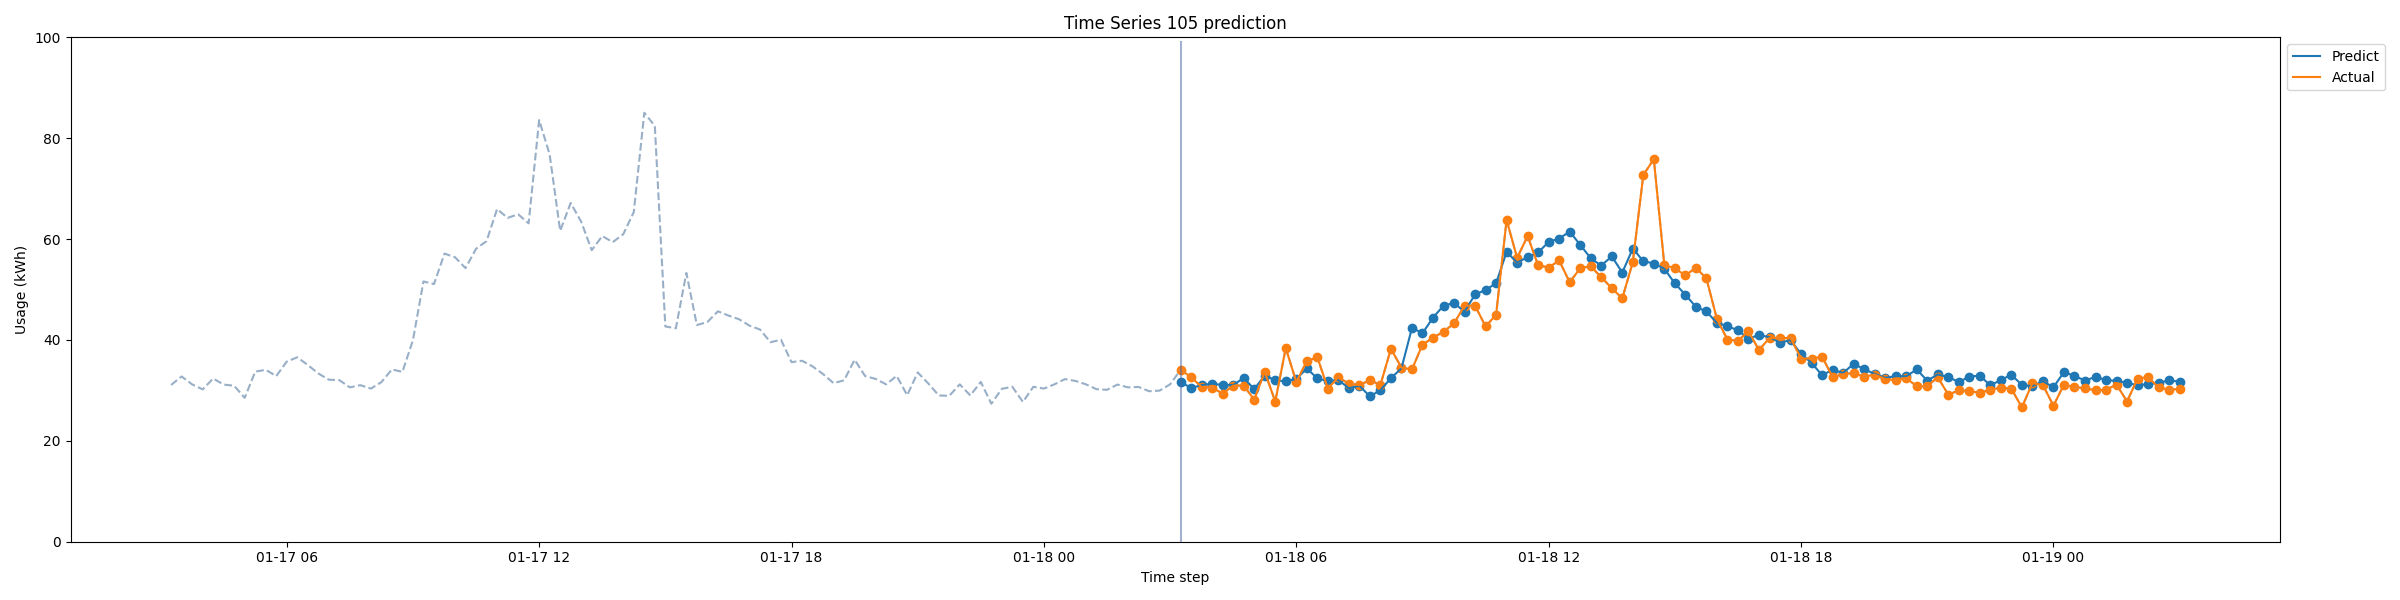 Time Series 105 prediction
100
80
60
40
20
0
Usage (kWh)
01-17 06
01-17 12
01-17 18
01-18 00
01-18 06
01-18 12
01-18 18
01-19 00
Time step
Predict
Actual